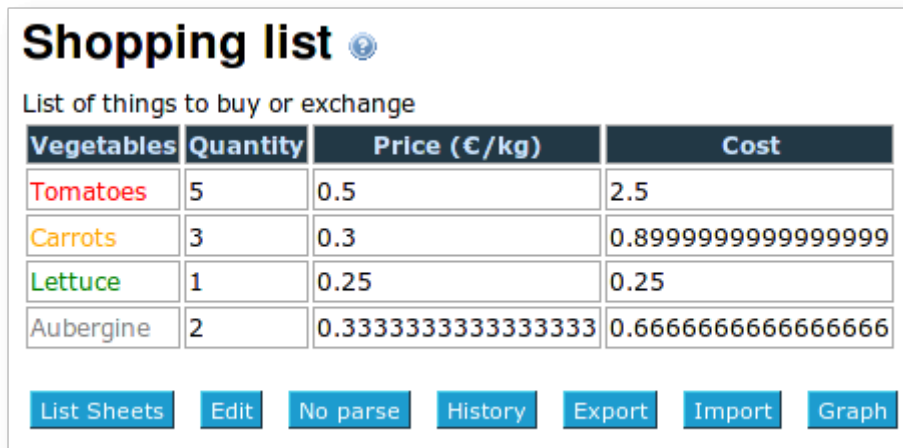 Shopping list
List of things to buy or exchange
Vegetables Quantity Price (€/kg) Cost
Tomatoes 5 0.5 2.5
Carrots 3 0.3 0.8999999999999999
Lettuce 1 0.25 0.25
Aubergine 2 0.3333333333333333 0.6666666666666666
List Sheets Edit No parse History Export Import Graph